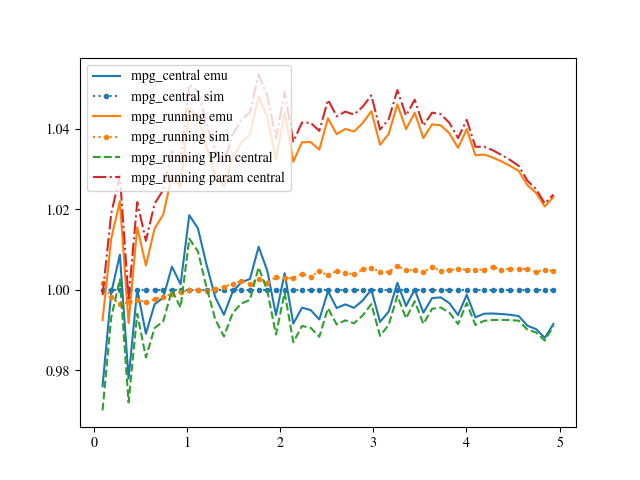 mpg_central emu
mpg_central sim
mpg_running emu
mpg_running sim
mpg_running Plin central
mpg_running param central
1.04
1.02
1.00
0.98
0 1 2 3 4 5